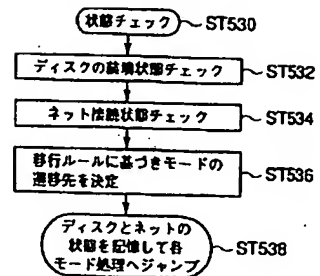 状態チェック
ST530
ディスクの装填状態チェック
ST532
ネット接続状態チェック
ST534
移行ルールに基づきモードの
遷移先を決定
ST536
ディスクとネットの
状態を記憶して各
モード処理へジャンプ
ST538